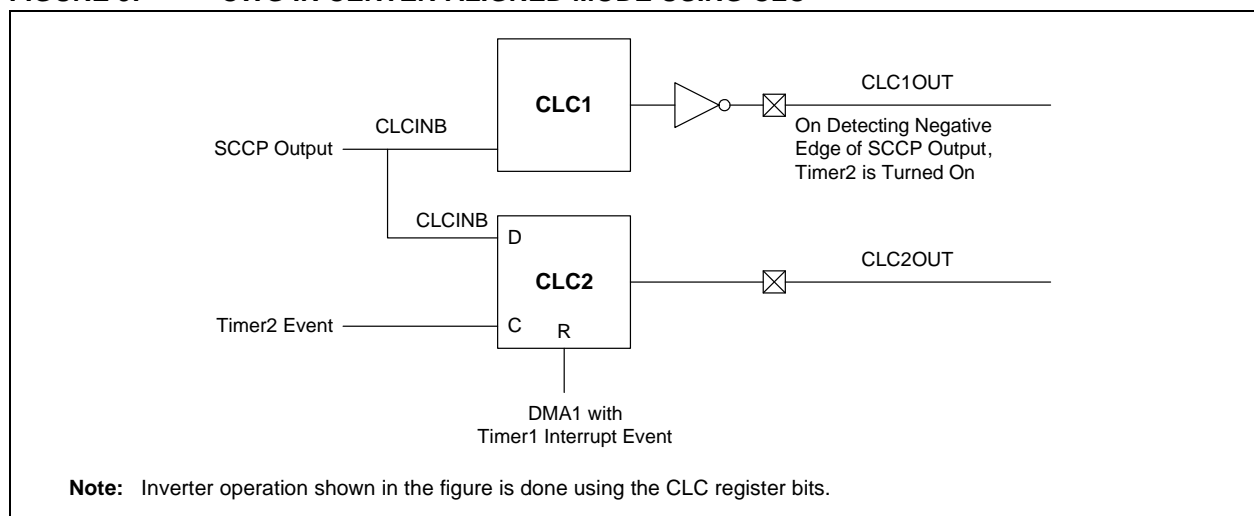 CLC1
CLC1OUT
CLCINB
SCCP Output
On Detecting Negative
Edge of SCCP Output,
Timer2 is Turned On
CLCINB
D
CLC2
CLC2OUT
Timer2 Event
C
R
DMA1 with
Timer1 Interrupt Event
Note: Inverter operation shown in the figure is done using the CLC register bits.